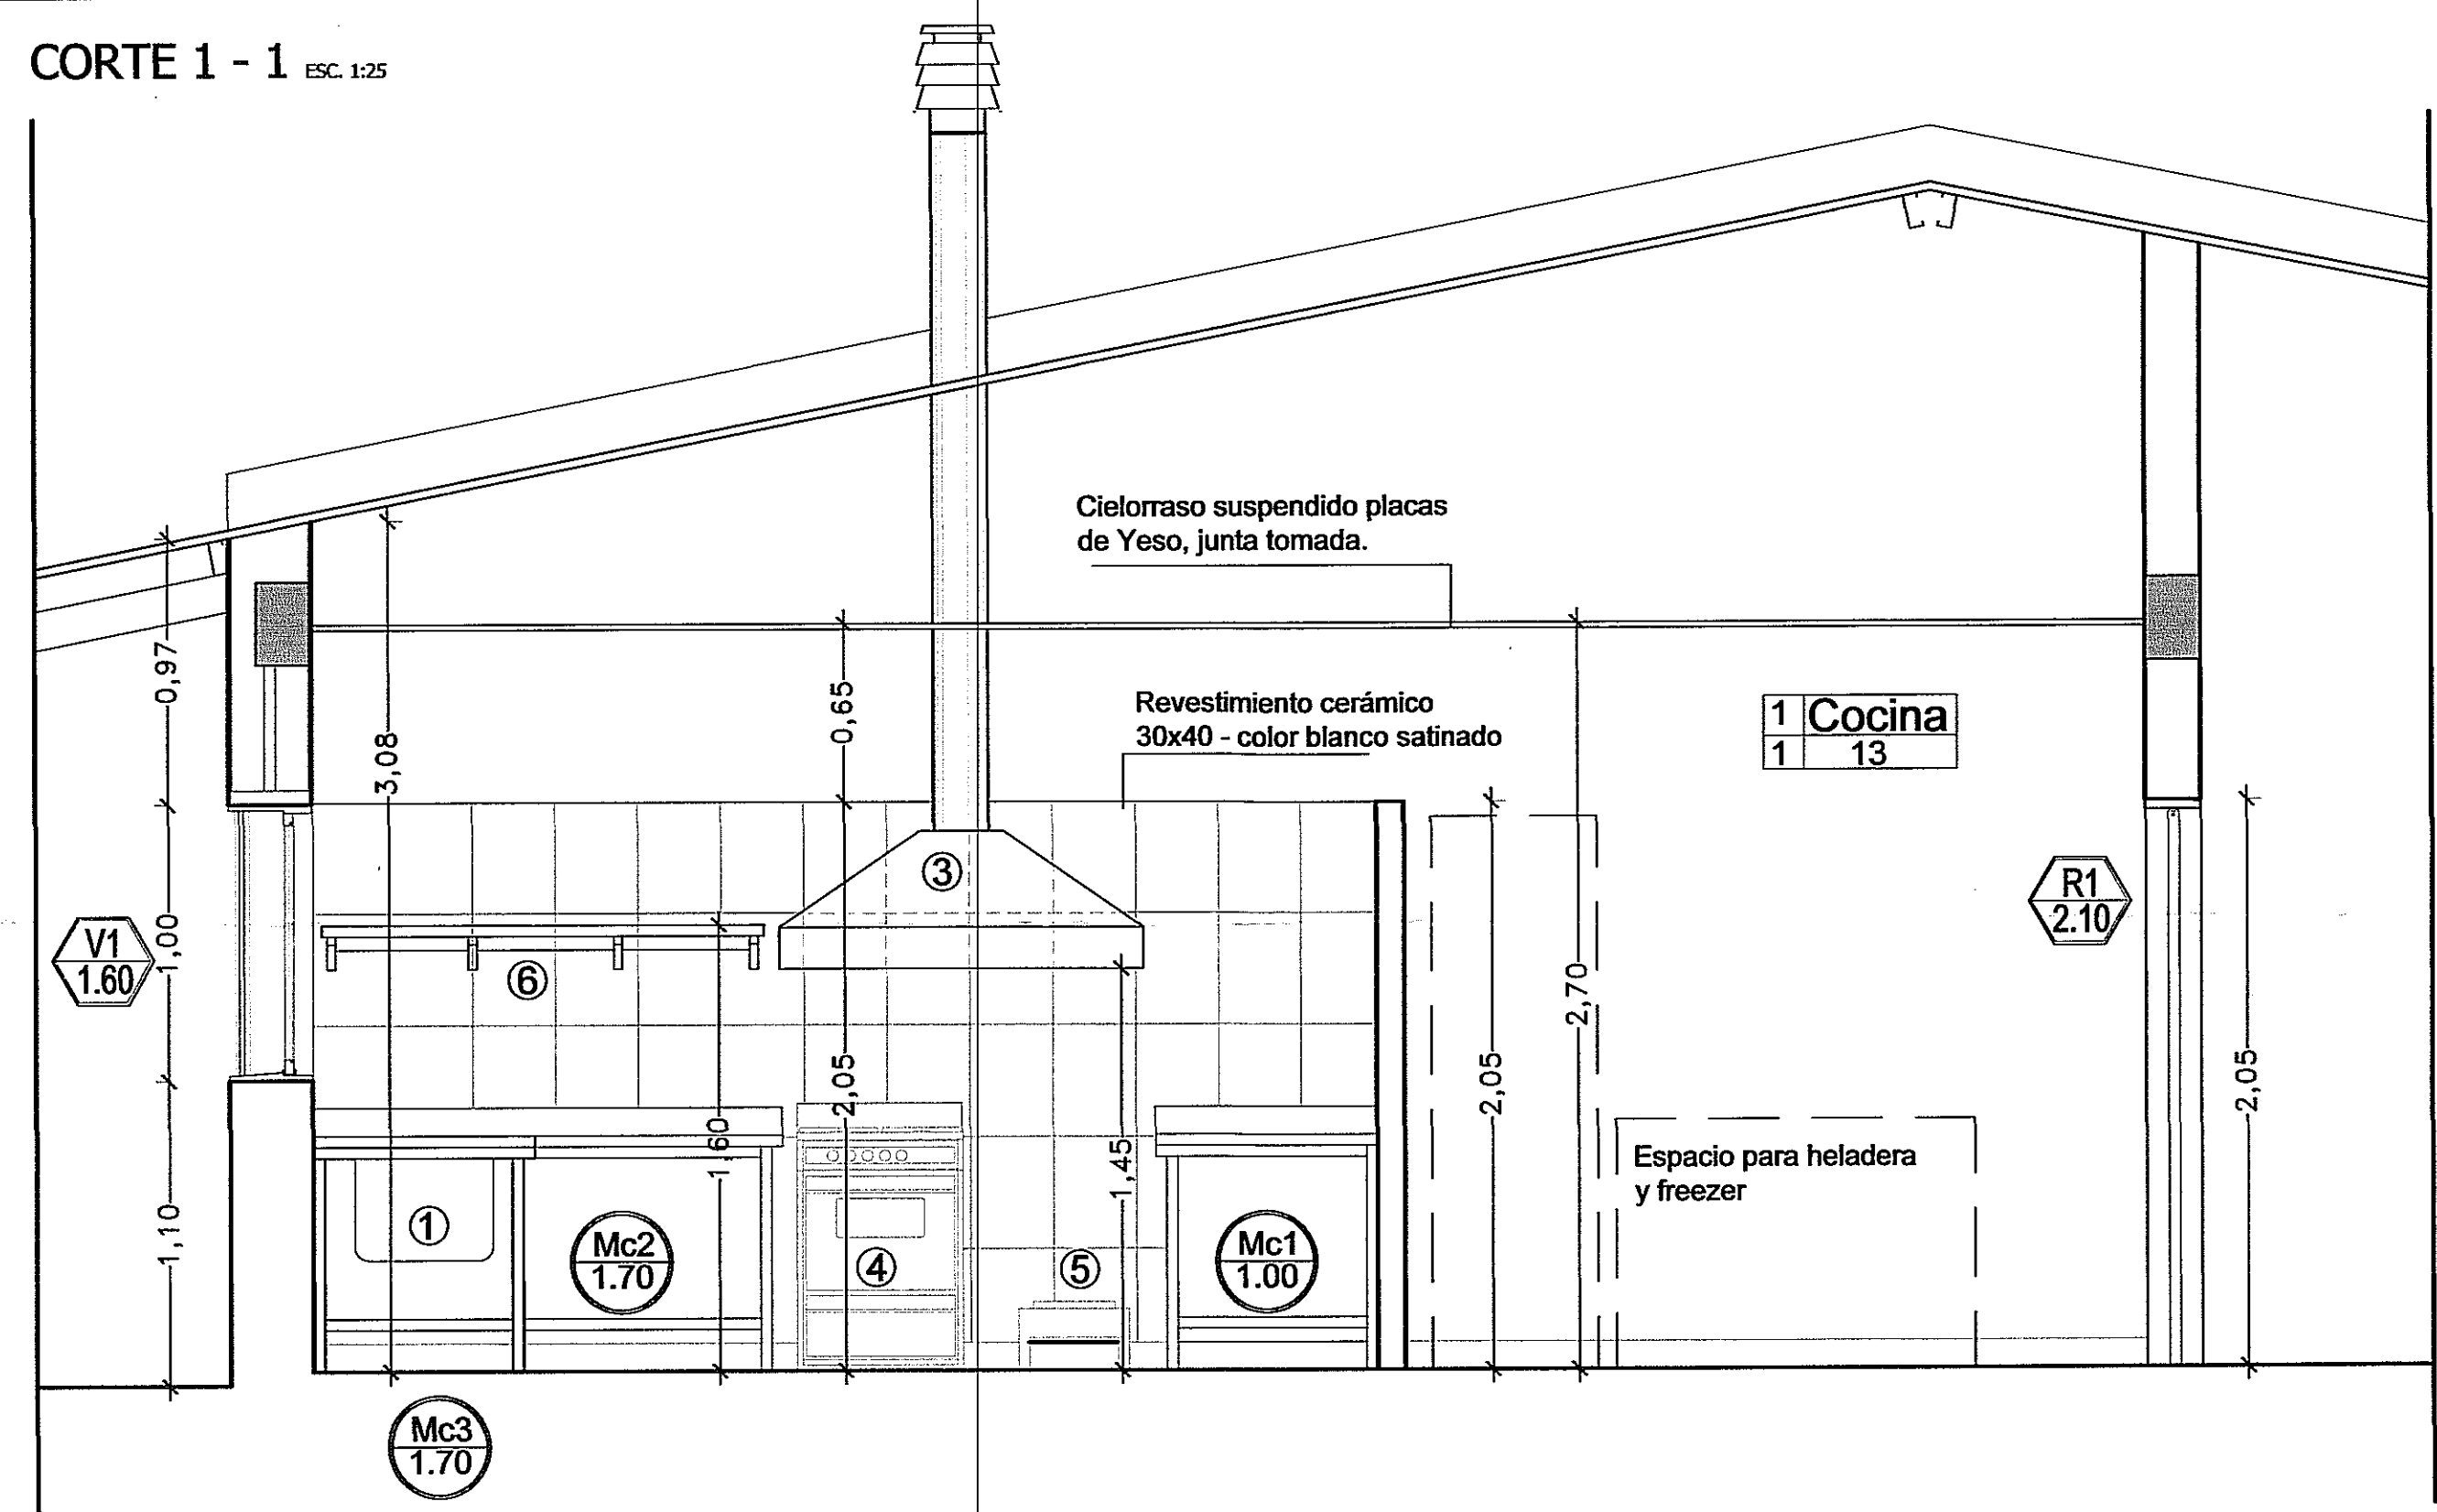 CORTE 1 - 1 ESC. 1:25
Cielorraso suspendido placas
de Yeso, junta tomada.
0,97
3,08
0,65
Revestimiento cerámico
30x40 - color blanco satinado
1 Cocina
1 13
3
R1
2.10
V1
1.60
1,00
6
2,70
2,05
2,05
2,05
1,60
1,45
Espacio para heladera
y freezer
1,10
1
Mc2
1.70
4
5
Mc1
1.00
Mc3
1.70